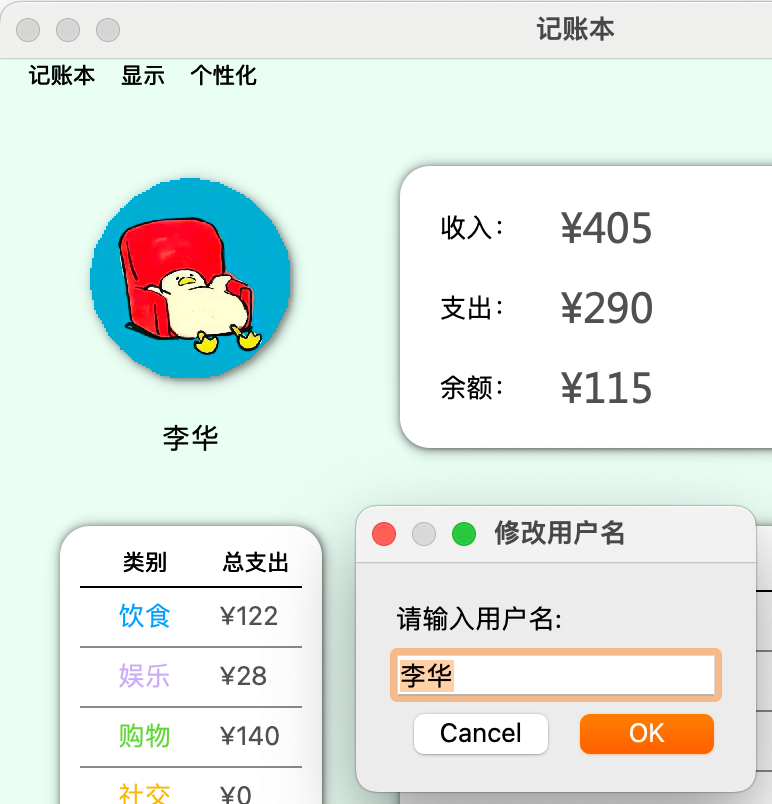 记账本
记账本 显示 个性化
收入： ¥405
支出： ¥290
余额： ¥115
李华
类别 总支出
饮食 ¥122
娱乐 ¥28
购物 ¥140
社交 ¥0
修改用户名
请输入用户名:
李华
Cancel OK